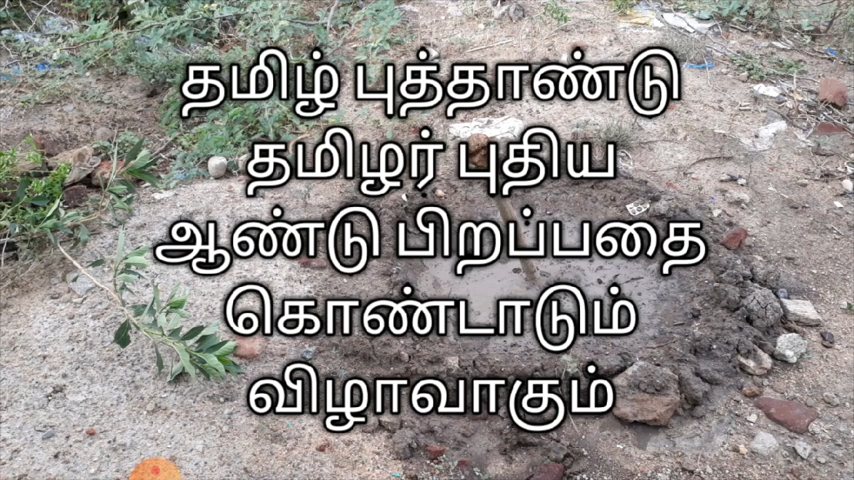 தமிழ் புத்தாண்டு
தமிழர் புதிய
ஆண்டு பிறப்பதை
கொண்டாடும்
விழாவாகும்